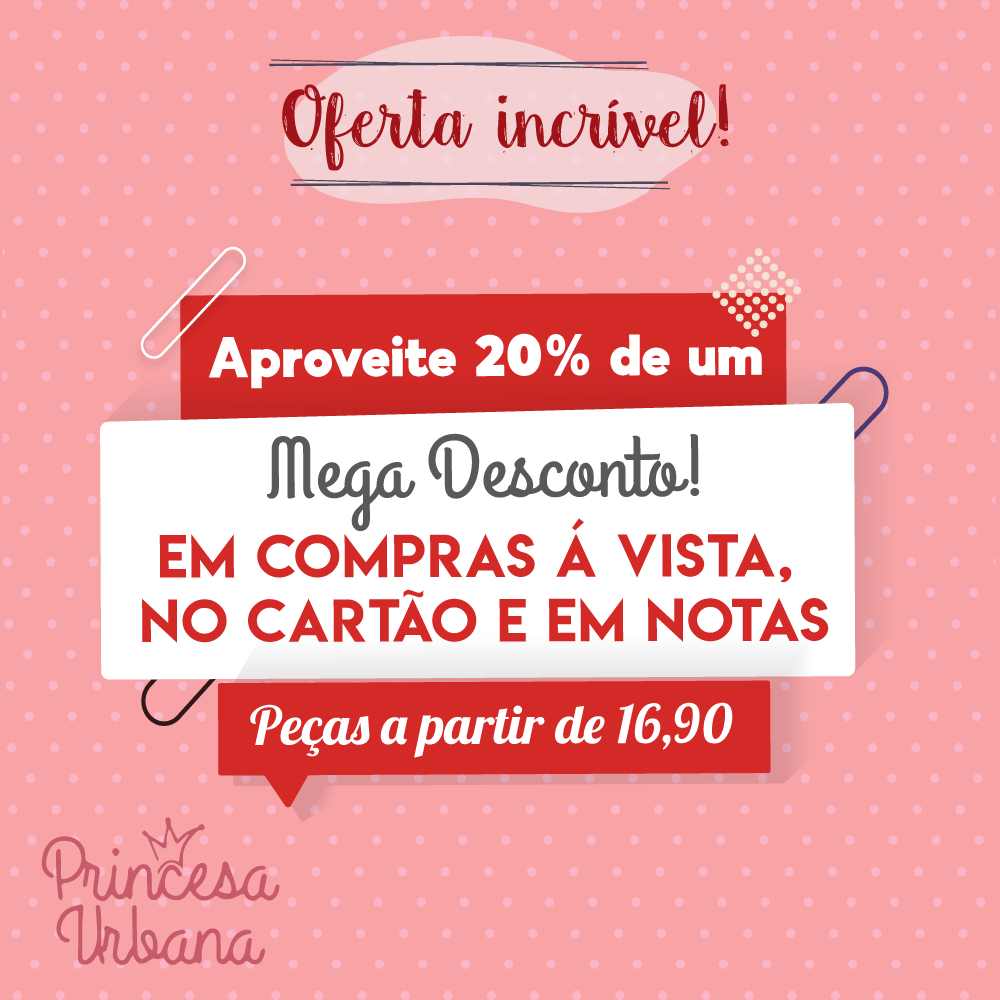 Oferta incrível!
Aproveite 20% de um
Mega Desconto!
EM COMPRAS Á VISTA,
NO CARTÃO E EM NOTAS
Peças a partir de 16,90
Princesa
Urbana